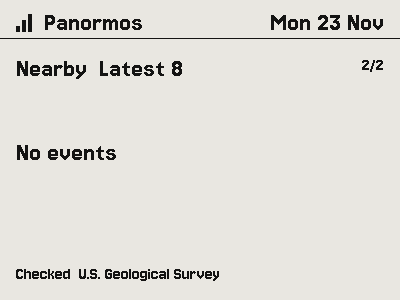 Panormos Mon 23 Nov
Nearby Latest 8 2/2
No events
Checked U.S. Geological Survey